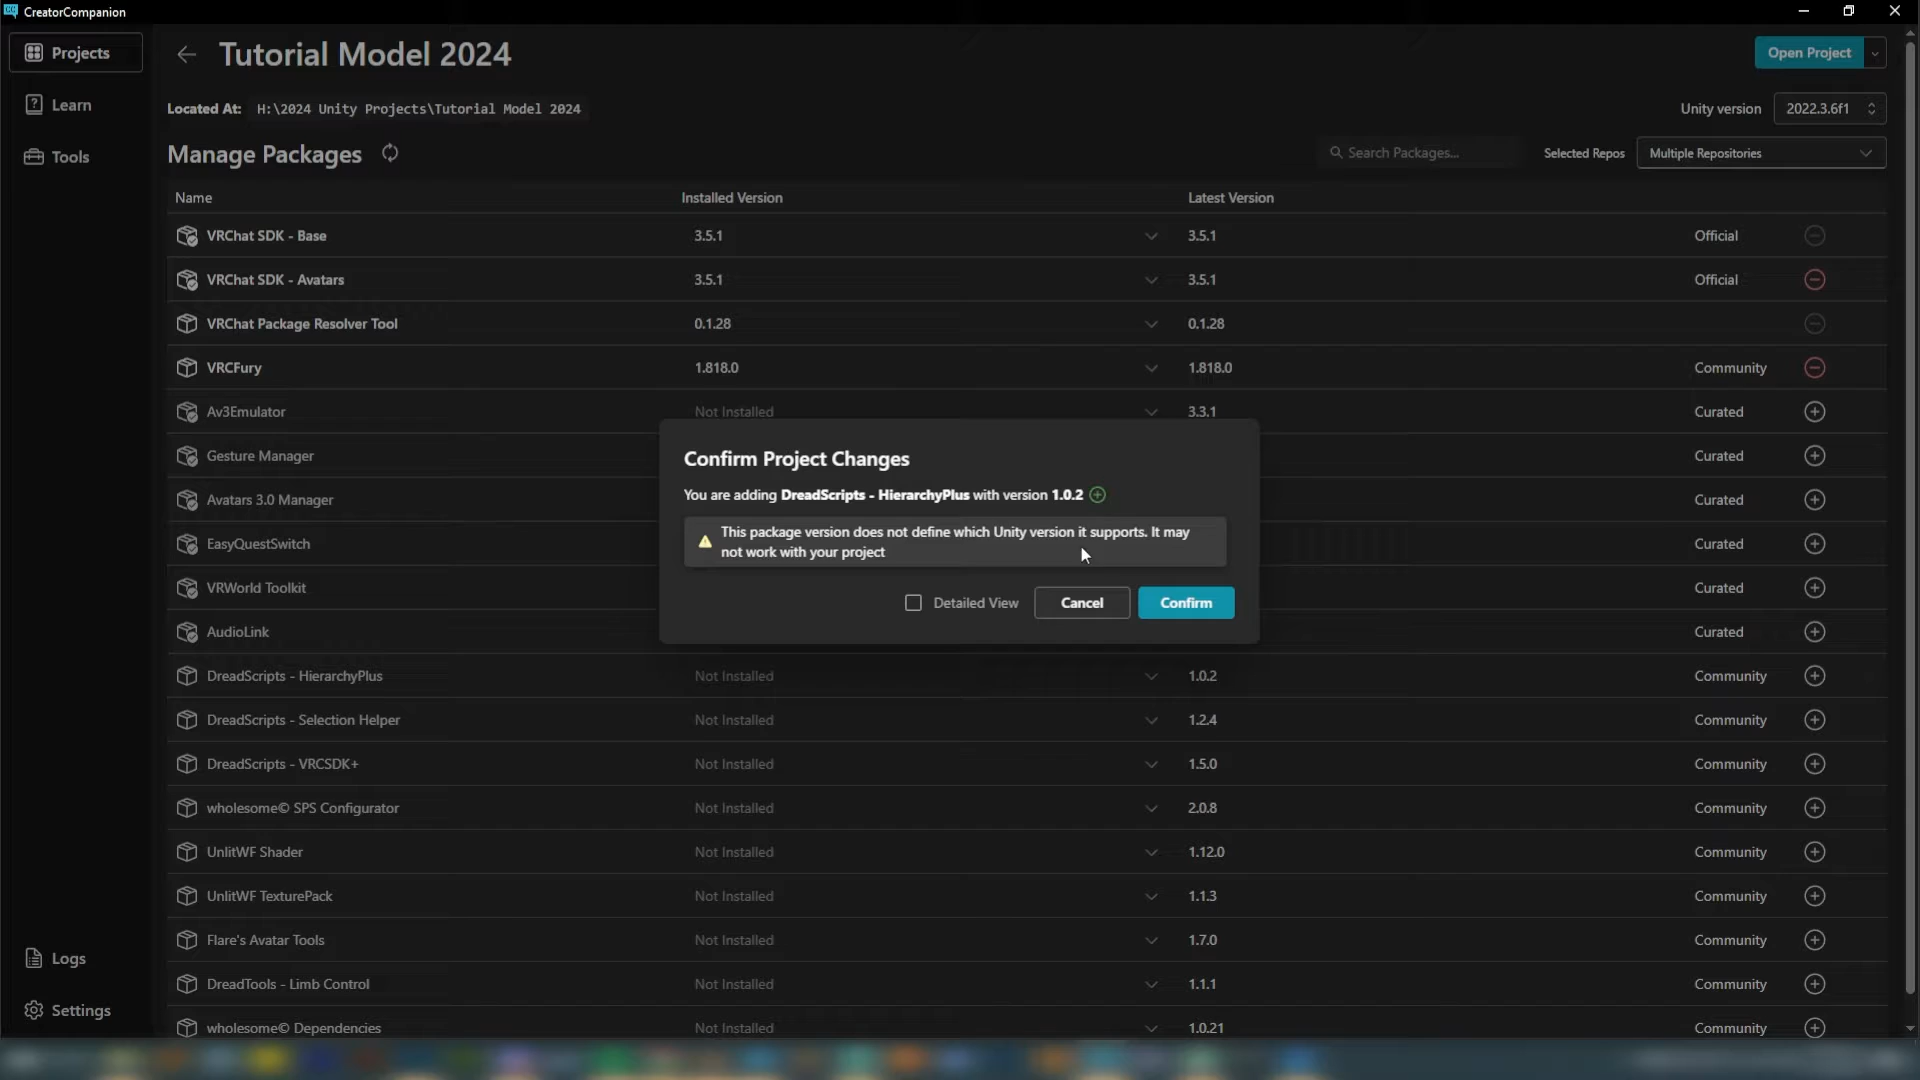 CreatorCompanion
Projects
Learn
Tools
Logs
Settings
Tutorial Model 2024
Open Project
Located At: H:\2024 Unity Projects\Tutorial Model 2024
Unity version 2022.3.6f1
Manage Packages
Search Packages...
Selected Repos Multiple Repositories
Name Installed Version Latest Version
VRChat SDK - Base 3.5.1 3.5.1 Official
VRChat SDK - Avatars 3.5.1 3.5.1 Official
VRChat Package Resolver Tool 0.1.28 0.1.28
VRCFury 1.818.0 1.818.0 Community
Av3Emulator Not Installed 3.3.1 Curated
Gesture Manager Curated
Avatars 3.0 Manager Curated
EasyQuestSwitch Curated
VRWorld Toolkit Curated
AudioLink Curated
Confirm Project Changes
You are adding DreadScripts - HierarchyPlus with version 1.0.2
This package version does not define which Unity version it supports. It may
not work with your project
Detailed View Cancel Confirm
DreadScripts - HierarchyPlus Not Installed 1.0.2 Community
DreadScripts - Selection Helper Not Installed 1.2.4 Community
DreadScripts - VRCSDK+ Not Installed 1.5.0 Community
wholesome© SPS Configurator Not Installed 2.0.8 Community
UnlitWF Shader Not Installed 1.12.0 Community
UnlitWF TexturePack Not Installed 1.1.3 Community
Flare's Avatar Tools Not Installed 1.7.0 Community
DreadTools - Limb Control Not Installed 1.1.1 Community
wholesome© Dependencies Not Installed 1.0.21 Community